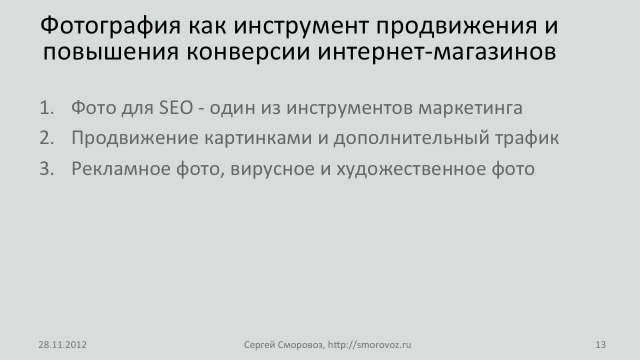 Фотография как инструмент продвижения и
повышения конверсии интернет-магазинов
1. Фото для SEO - один из инструментов маркетинга
2. Продвижение картинками и дополнительный трафик
3. Рекламное фото, вирусное и художественное фото
28.11.2012 Сергей Сморовоз, http://smorovoz.ru 13